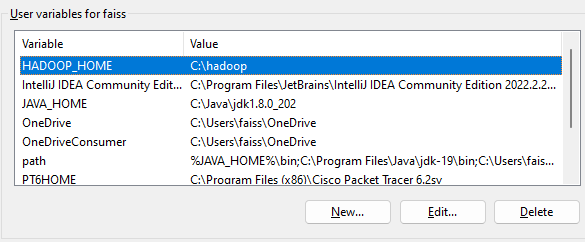 User variables for faiss
Variable Value
HADOOP_HOME C:\hadoop
IntelliJ IDEA Community Edit... C:\Program Files\JetBrains\IntelliJ IDEA Community Edition 2022.2.2...
JAVA_HOME C:\Java\jdk1.8.0_202
OneDrive C:\Users\faiss\OneDrive
OneDriveConsumer C:\Users\faiss\OneDrive
path %JAVA_HOME%\bin;C:\Program Files\Java\jdk-19\bin;C:\Users\fais...
PT6HOME C:\Program Files (x86)\Cisco Packet Tracer 6.2sv
New... Edit... Delete